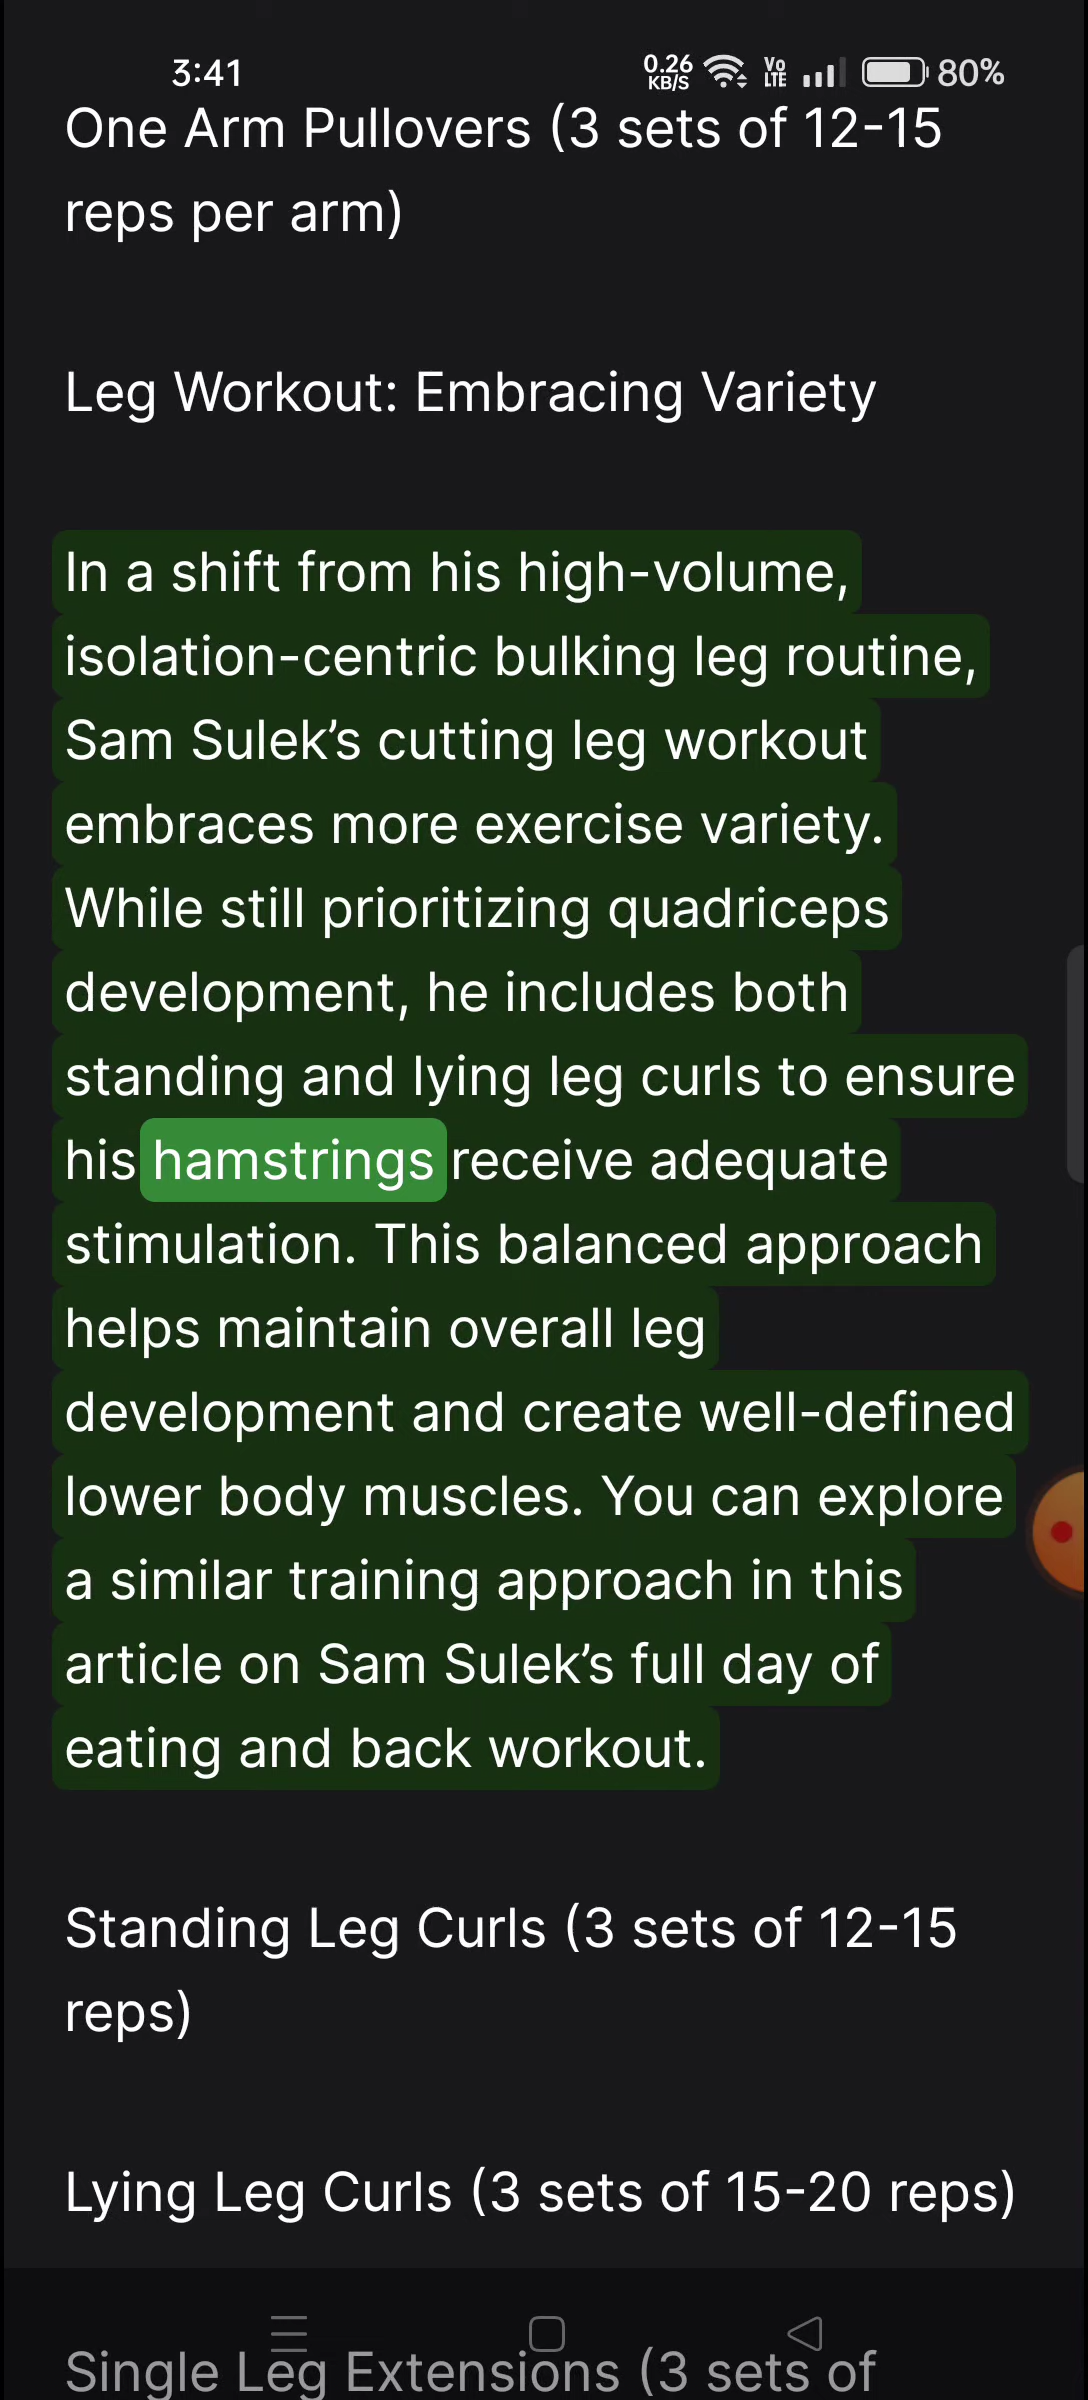 3:41
0.26 KB/S Vo LTE 80%
One Arm Pullovers (3 sets of 12-15
reps per arm)
Leg Workout: Embracing Variety
In a shift from his high-volume,
isolation-centric bulking leg routine,
Sam Sulek’s cutting leg workout
embraces more exercise variety.
While still prioritizing quadriceps
development, he includes both
standing and lying leg curls to ensure
his hamstrings receive adequate
stimulation. This balanced approach
helps maintain overall leg
development and create well-defined
lower body muscles. You can explore
a similar training approach in this
article on Sam Sulek’s full day of
eating and back workout.
Standing Leg Curls (3 sets of 12-15
reps)
Lying Leg Curls (3 sets of 15-20 reps)
Single Leg Extensions (3 sets of